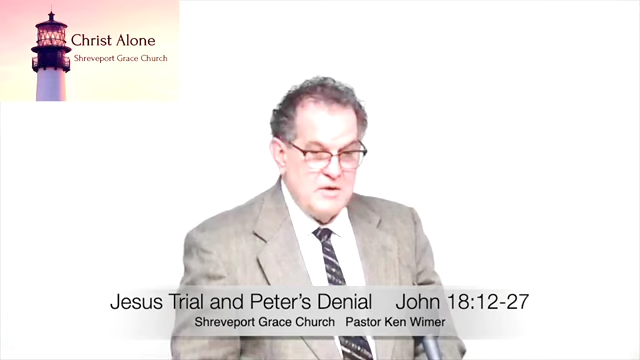 Christ Alone
Shreveport Grace Church
Jesus Trial and Peter's Denial John 18:12-27
Shreveport Grace Church Pastor Ken Wimer